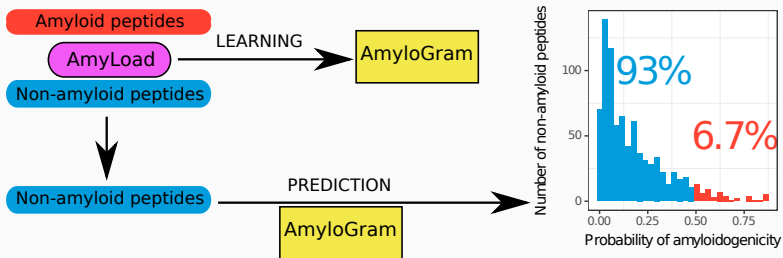 Amyloid peptides
AmyLoad
Non-amyloid peptides
LEARNING
AmyloGram
Non-amyloid peptides
PREDICTION
AmyloGram
Number of non-amyloid peptides
100
50
0
93%
6.7%
0.00 0.25 0.50 0.75
Probability of amyloidogenicity